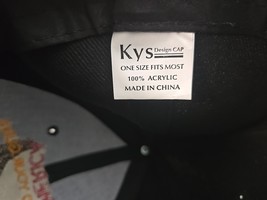 Kys Design CAP
ONE SIZE FITS MOST
100% ACRYLIC
MADE IN CHINA